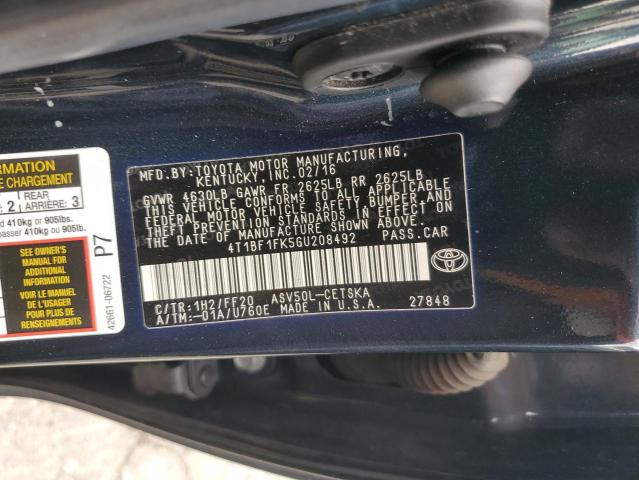 MFD.BY:TOYOTA MOTOR MANUFACTURING,
KENTUCKY, INC. 02/16
GVWR 4630LB GAWR FR 2625LB RR 2625LB
THIS VEHICLE CONFORMS TO ALL APPLICABLE
FEDERAL MOTOR VEHICLE SAFETY, BUMPER, AND
THEFT PREVENTION STANDARDS IN EFFECT ON
THE DATE OF MANUFACTURE SHOWN ABOVE.
4T1BF1FK5GU208492 PASS.CAR
C/TR:1H2/FF20 ASV50L-CETSKA
A/TM:-01A/U760E MADE IN U.S.A. 27848
REAR
2 ARRIÈRE: 3
410kg or 905lbs.
410kg ou 905lbs.
SEE OWNER'S
MANUAL FOR
ADDITIONAL
INFORMATION
VOIR LE MANUEL
DE L'USAGER
POUR PLUS DE
RENSEIGNEMENTS
P7
42661-06722